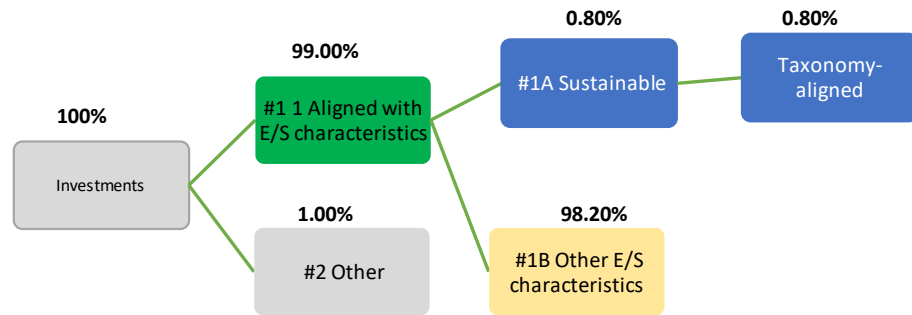 100%
Investments
99.00%
#1 1 Aligned with
E/S characteristics
1.00%
#2 Other
0.80%
#1A Sustainable
98.20%
#1B Other E/S
characteristics
0.80%
Taxonomy-
aligned